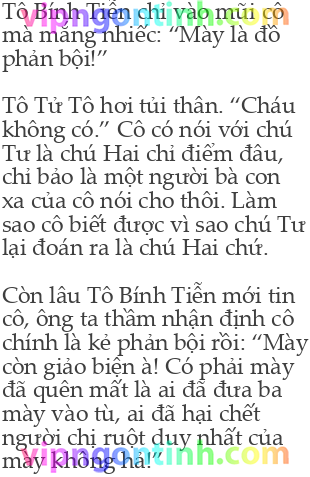 Tô Bính Tiễn chỉ vào mũi cô
vipngontinh.com
mà mắng nhiếc: “Mày là đồ
phản bội!”
Tô Tử Tô hơi tủi thân. “Cháu
không có.” Cô có nói với chú
Tư là chú Hai chỉ điểm đâu,
chỉ bảo là một người bà con
xa của cô nói cho thôi. Làm
sao cô biết được vì sao chú Tư
lại đoán ra là chú Hai chứ.
Còn lâu Tô Bính Tiễn mới tin
cô, ông ta thầm nhận định cô
chính là kẻ phản bội rồi: “Mày
còn giảo biện à! Có phải mày
đã quên mất là ai đã đưa ba
mày vào tù, ai đã hại chết
người chị ruột duy nhất của
vipngontinh.com
mày không hả!”